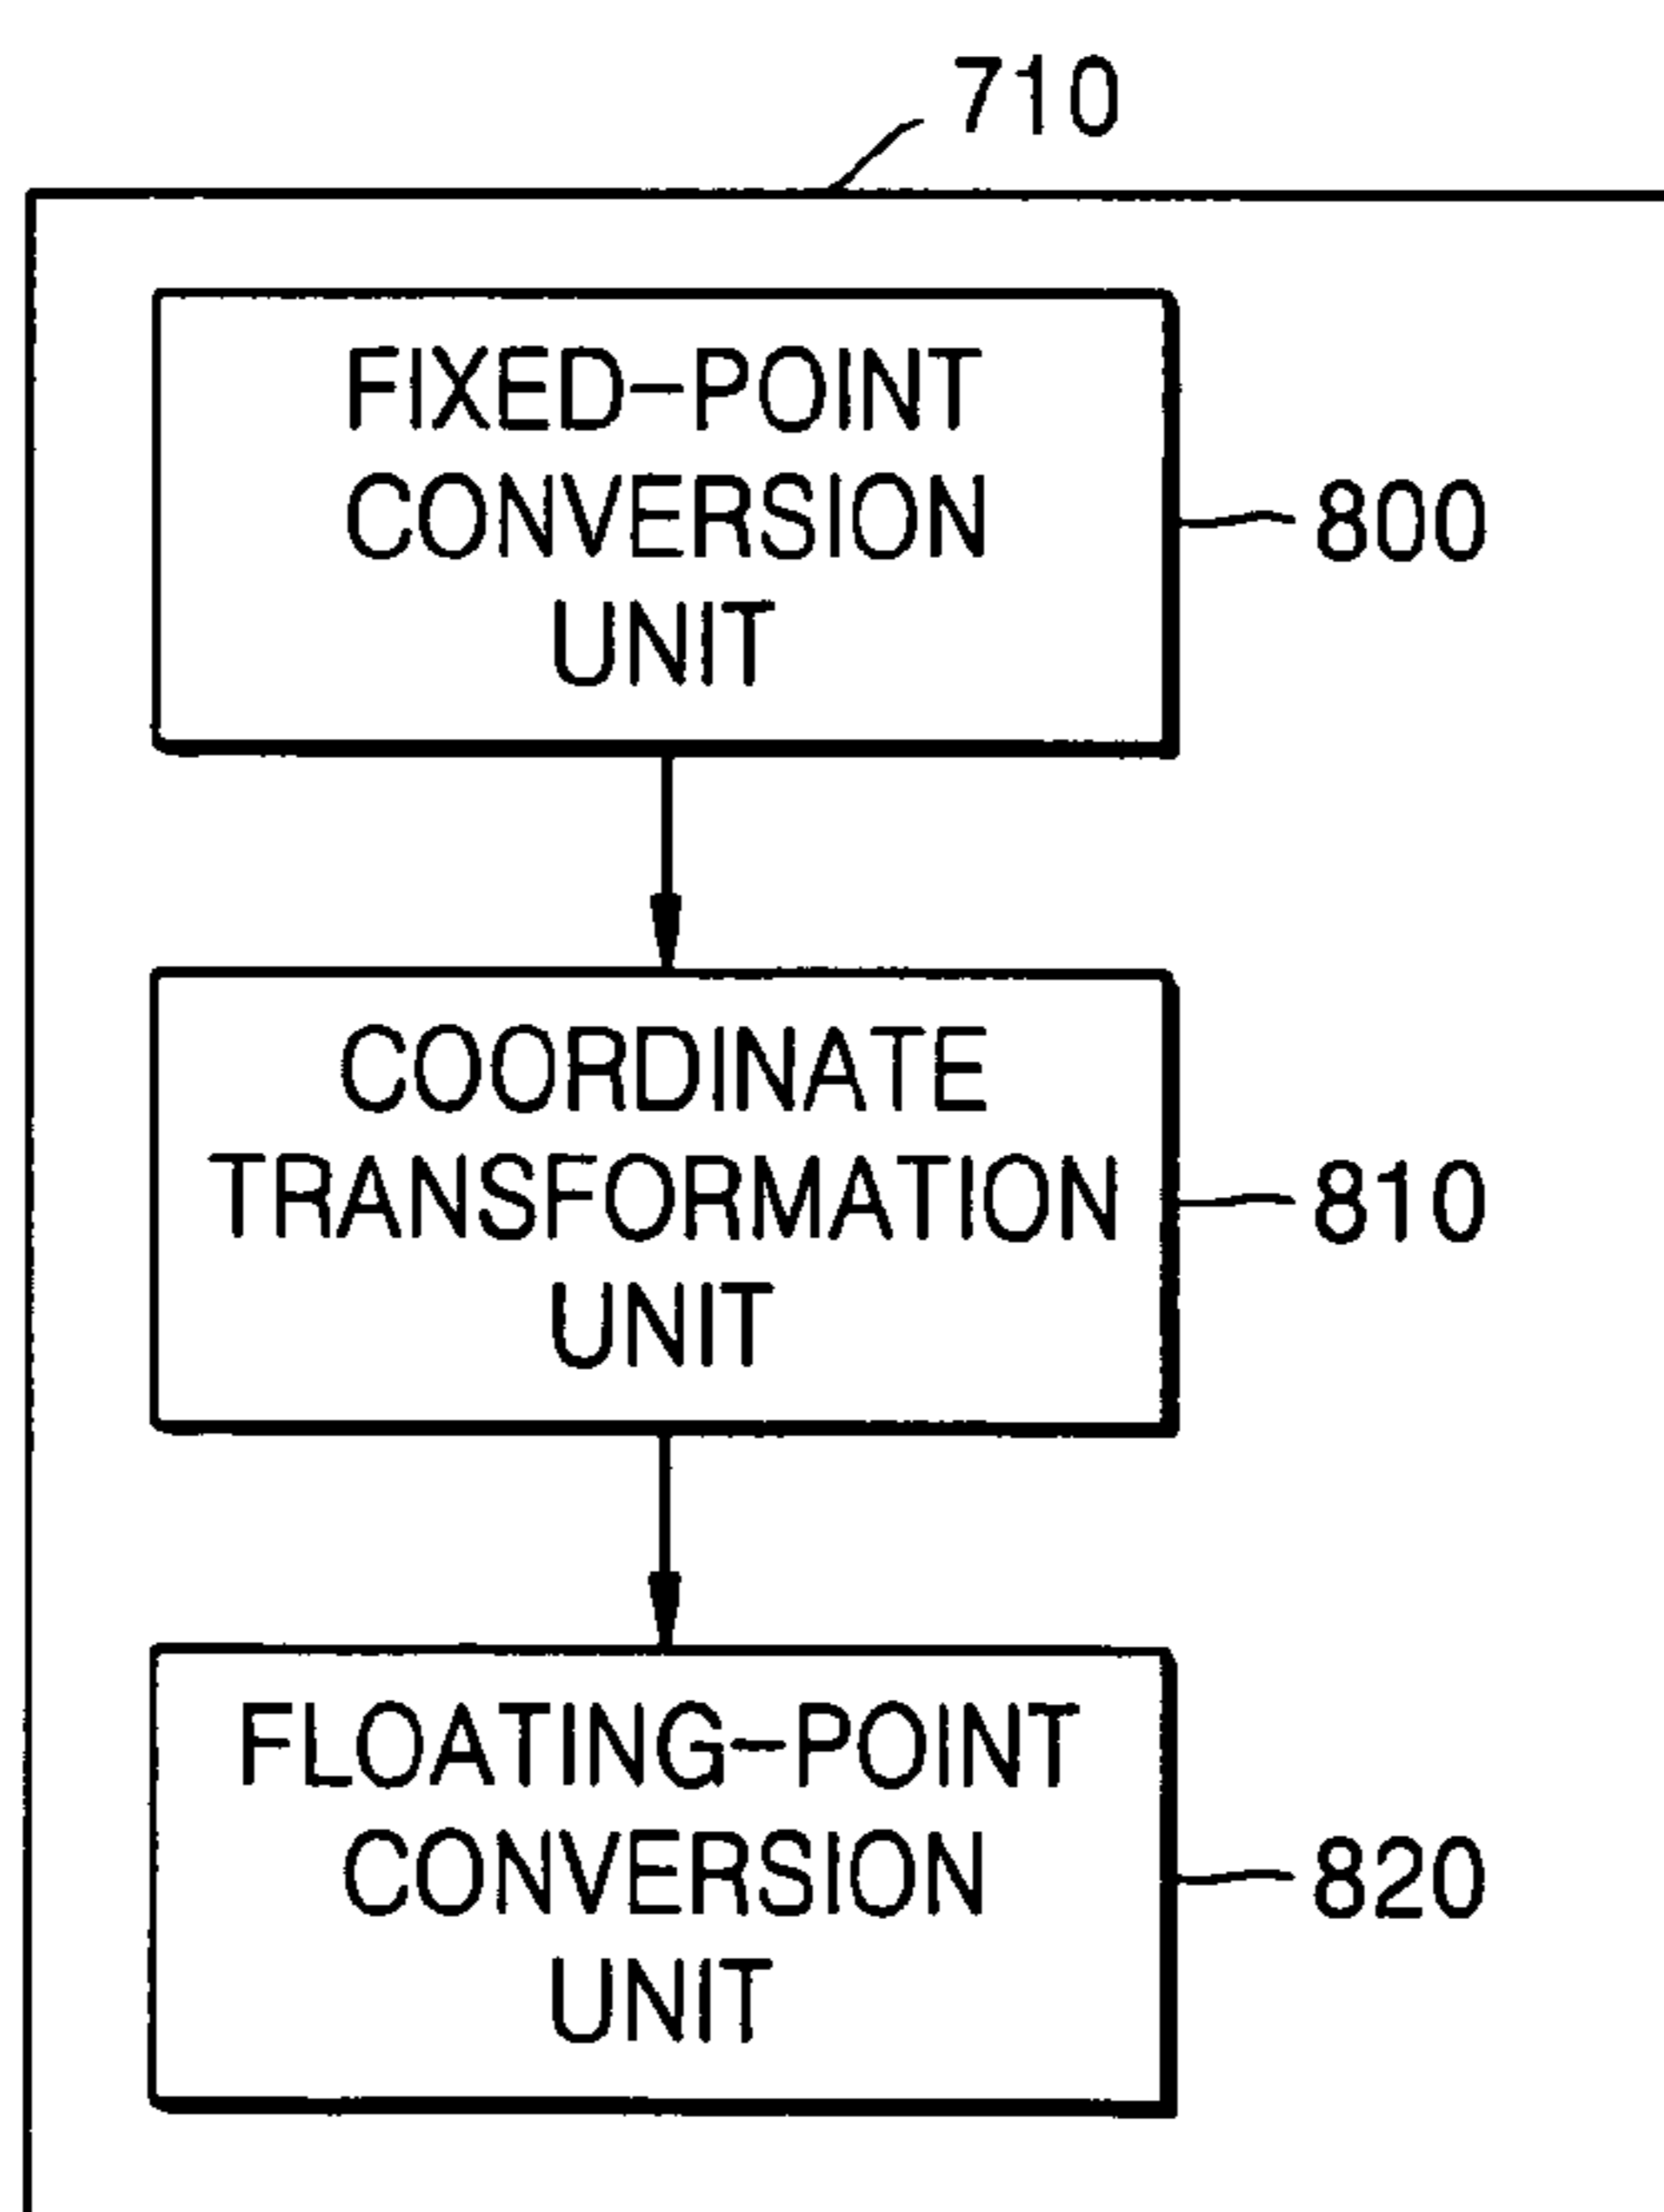 710
FIXED-POINT
CONVERSION
UNIT
800
COORDINATE
TRANSFORMATION
UNIT
810
FLOATING-POINT
CONVERSION
UNIT
820